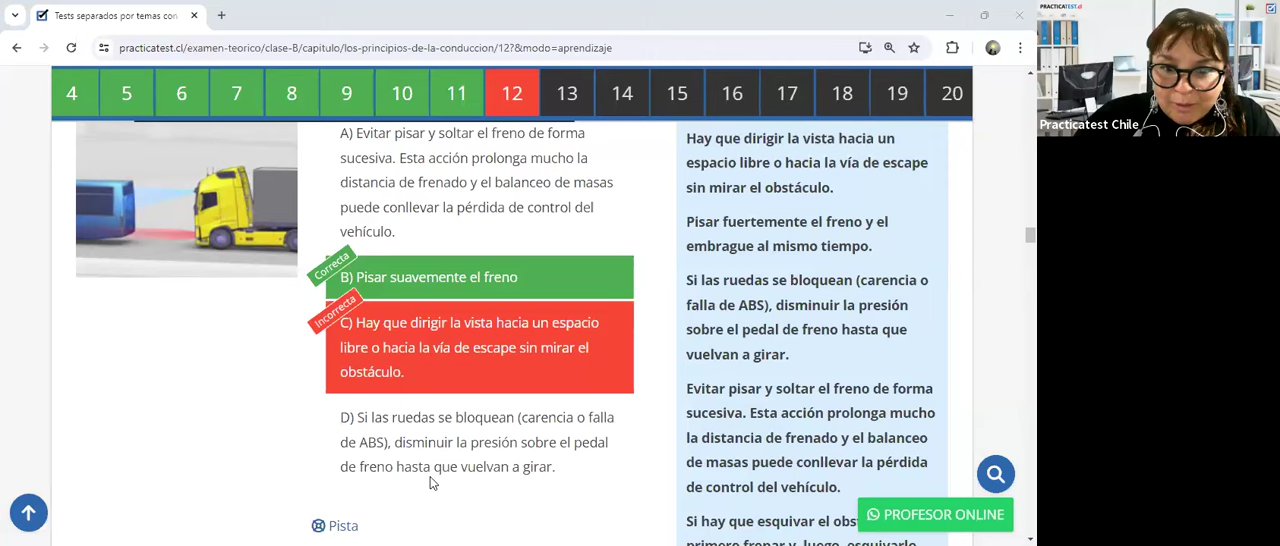 Tests separados por temas con
practicatest.cl/examen-teorico/clase-B/capitulo/los-principios-de-la-conduccion/12?&modo=aprendizaje
4 5 6 7 8 9 10 11 12 13 14 15 16 17 18 19 20
A) Evitar pisar y soltar el freno de forma
sucesiva. Esta acción prolonga mucho la
distancia de frenado y el balanceo de masas
puede conllevar la pérdida de control del
vehículo.
Correcta
B) Pisar suavemente el freno
Incorrecta
C) Hay que dirigir la vista hacia un espacio
libre o hacia la vía de escape sin mirar el
obstáculo.
D) Si las ruedas se bloquean (carencia o falla
de ABS), disminuir la presión sobre el pedal
de freno hasta que vuelvan a girar.
Pista
Hay que dirigir la vista hacia un
espacio libre o hacia la vía de escape
sin mirar el obstáculo.
Pisar fuertemente el freno y el
embrague al mismo tiempo.
Si las ruedas se bloquean (carencia o
falla de ABS), disminuir la presión
sobre el pedal de freno hasta que
vuelvan a girar.
Evitar pisar y soltar el freno de forma
sucesiva. Esta acción prolonga mucho
la distancia de frenado y el balanceo
de masas puede conllevar la pérdida
de control del vehículo.
Si hay que esquivar el
primero frenar y, luego, esquivarlo
PROFESOR ONLINE
PRACTICATEST.cl
Practicatest Chile